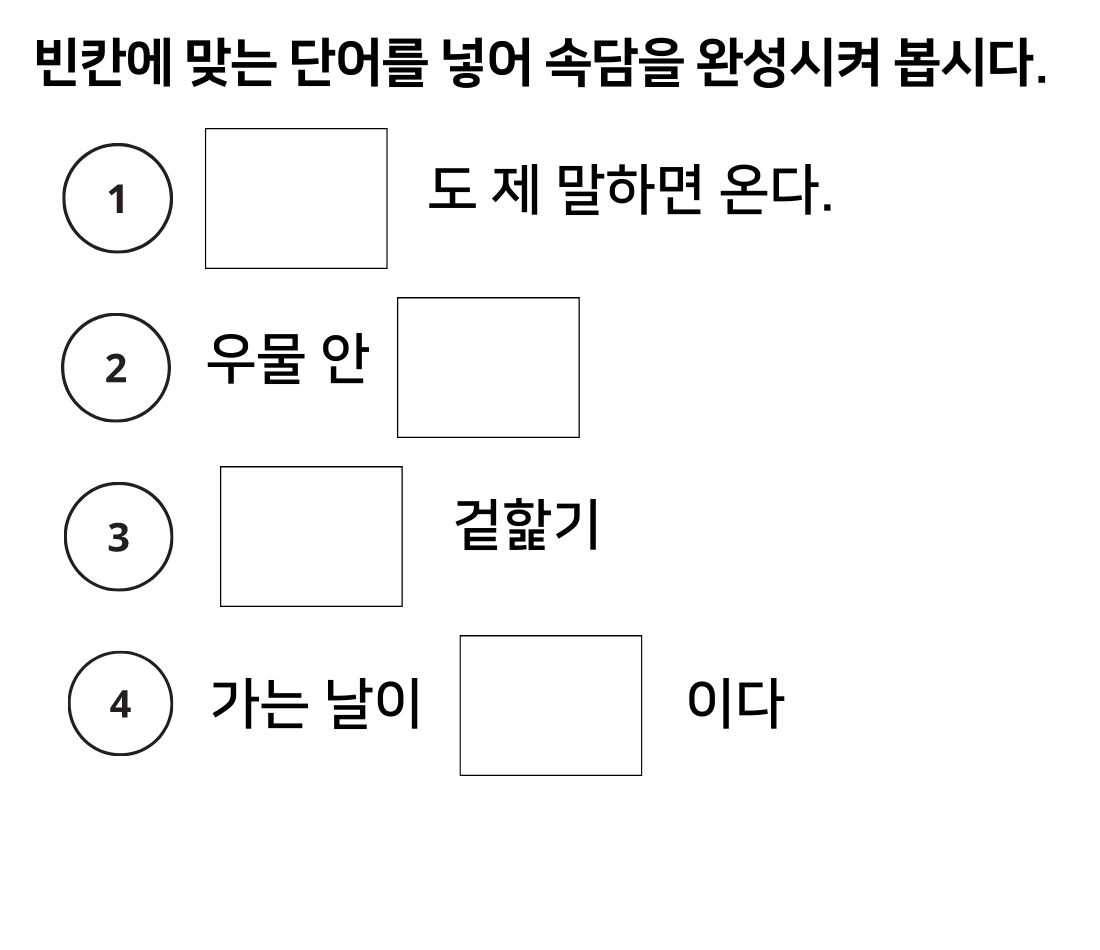 빈칸에 맞는 단어를 넣어 속담을 완성시켜 봅시다.
1 도 제 말하면 온다.
2 우물 안
3 겉핥기
4 가는 날이 이다